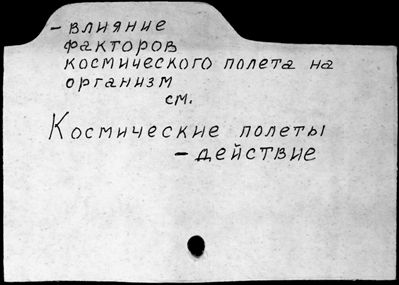 - влияние
факторов
космического полета на
организм
см.
Космические полеты
- действие